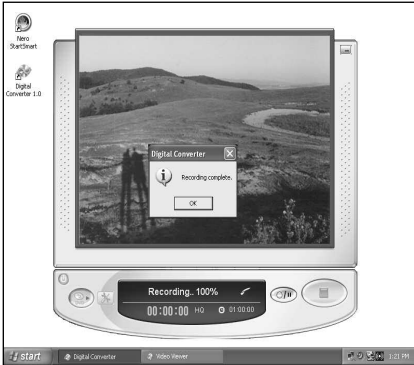 Nero
StartSmart
Digital
Converter 1.0
Digital Converter
Recording complete.
OK
Recording.. 100%
00:00:00 HQ 01:00:00
start Digital Converter Video Viewer 1:21 PM